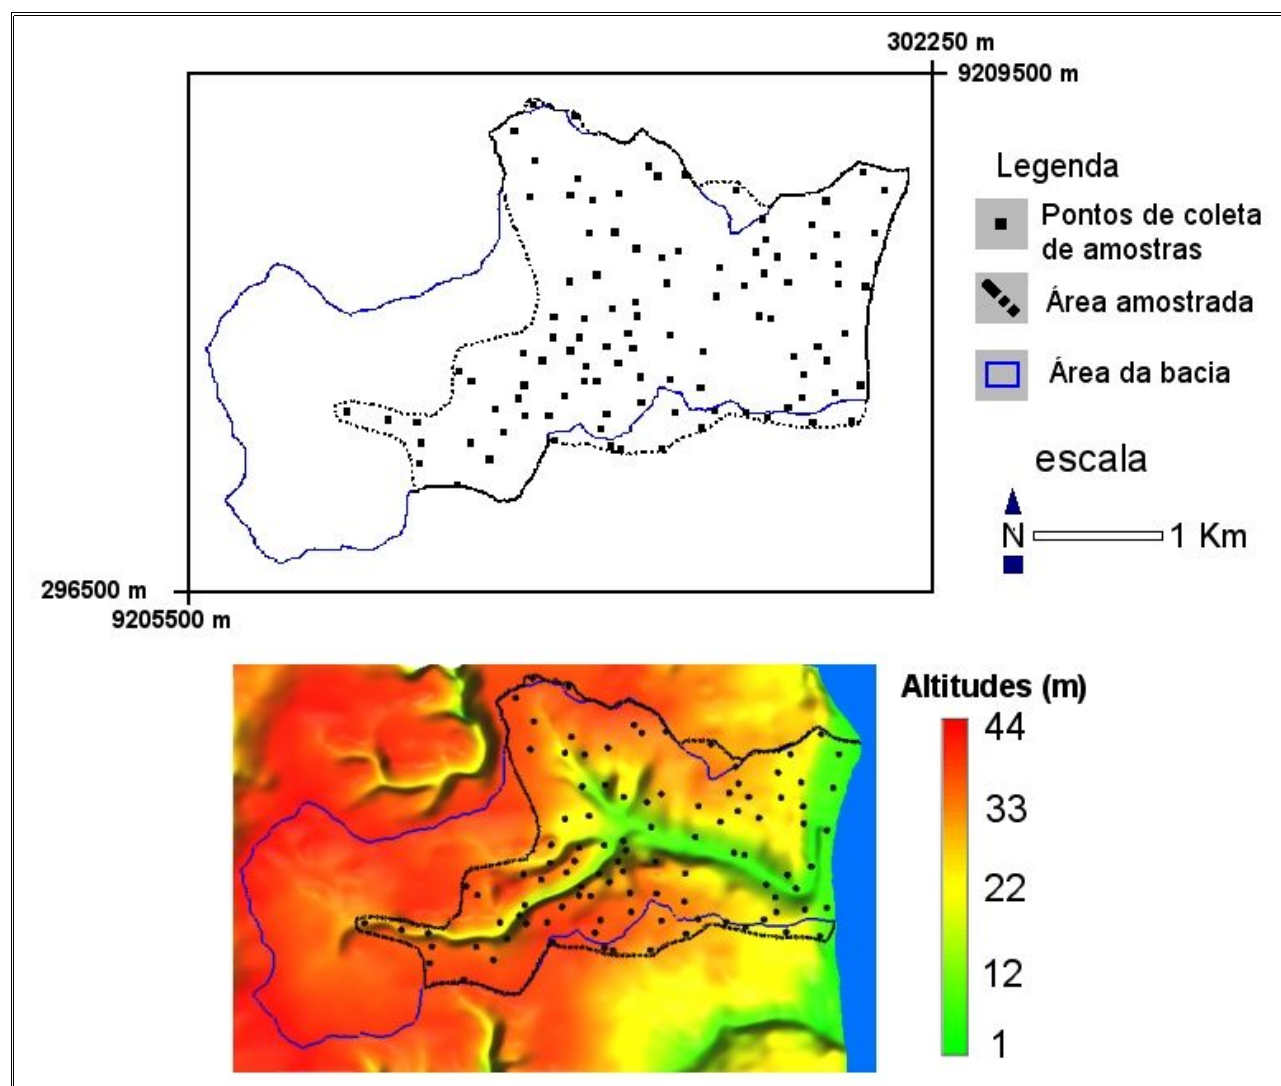 302250 m
9209500 m
Legenda
Pontos de coleta
de amostras
Área amostrada
Área da bacia
escala
N
1 Km
296500 m
9205500 m
Altitudes (m)
44
33
22
12
1